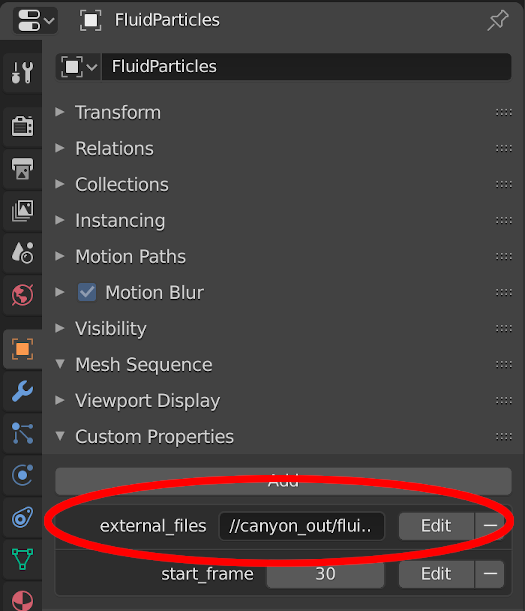 FluidParticles
FluidParticles
Transform
Relations
Collections
Instancing
Motion Paths
Motion Blur
Visibility
Mesh Sequence
Viewport Display
Custom Properties
Add
external_files //canyon_out/flui.. Edit
start_frame 30 Edit